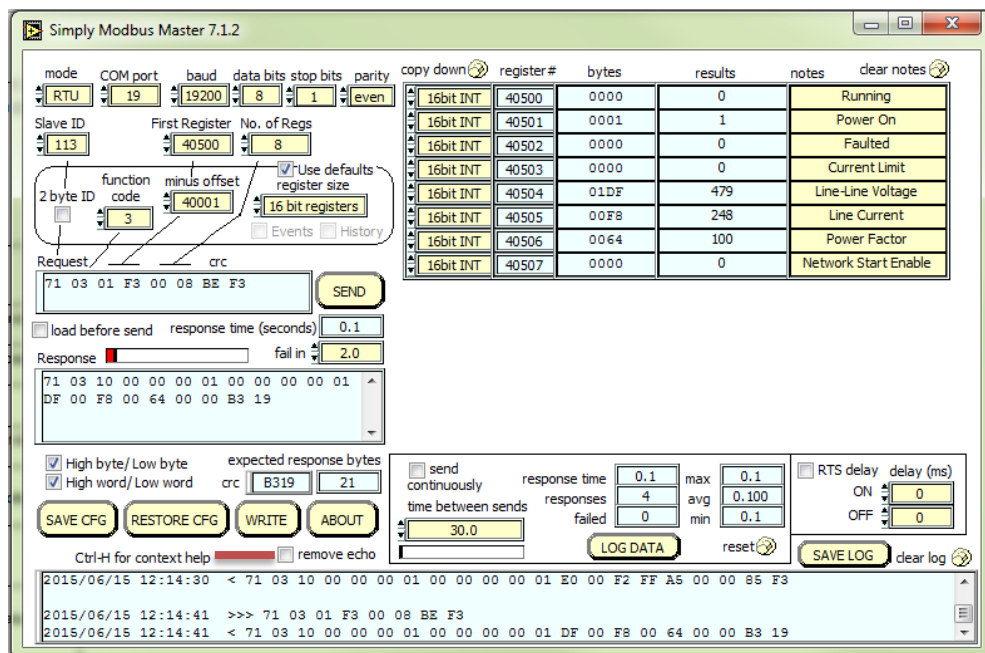 Simply Modbus Master 7.1.2
mode COM port baud data bits stop bits parity
RTU 19 19200 8 1 even
Slave ID First Register No. of Regs
113 40500 8
Use defaults
2 byte ID function code minus offset register size
3 40001 16 bit registers
Events History
Request crc
71 03 01 F3 00 08 BE F3
SEND
load before send response time (seconds) 0.1
Response fail in 2.0
71 03 10 00 00 00 01 00 00 00 00 01
DF 00 F8 00 64 00 00 B3 19
High byte/Low byte expected response bytes
High word/Low word crc B319 21
SAVE CFG RESTORE CFG WRITE ABOUT
Ctrl-H for context help remove echo
copy down register # bytes results notes clear notes
16bit INT 40500 0000 0 Running
16bit INT 40501 0001 1 Power On
16bit INT 40502 0000 0 Faulted
16bit INT 40503 0000 0 Current Limit
16bit INT 40504 01DF 479 Line-Line Voltage
16bit INT 40505 00F8 248 Line Current
16bit INT 40506 0064 100 Power Factor
16bit INT 40507 0000 0 Network Start Enable
send continuously
time between sends
30.0
response time 0.1 max 0.1
responses 4 avg 0.100
failed 0 min 0.1
LOG DATA reset
RTS delay delay (ms)
ON 0
OFF 0
SAVE LOG clear log
2015/06/15 12:14:30 < 71 03 10 00 00 00 01 00 00 00 00 01 E0 00 F2 FF A5 00 00 85 F3
2015/06/15 12:14:41 >>> 71 03 01 F3 00 08 BE F3
2015/06/15 12:14:41 < 71 03 10 00 00 00 01 00 00 00 00 01 DF 00 F8 00 64 00 00 B3 19